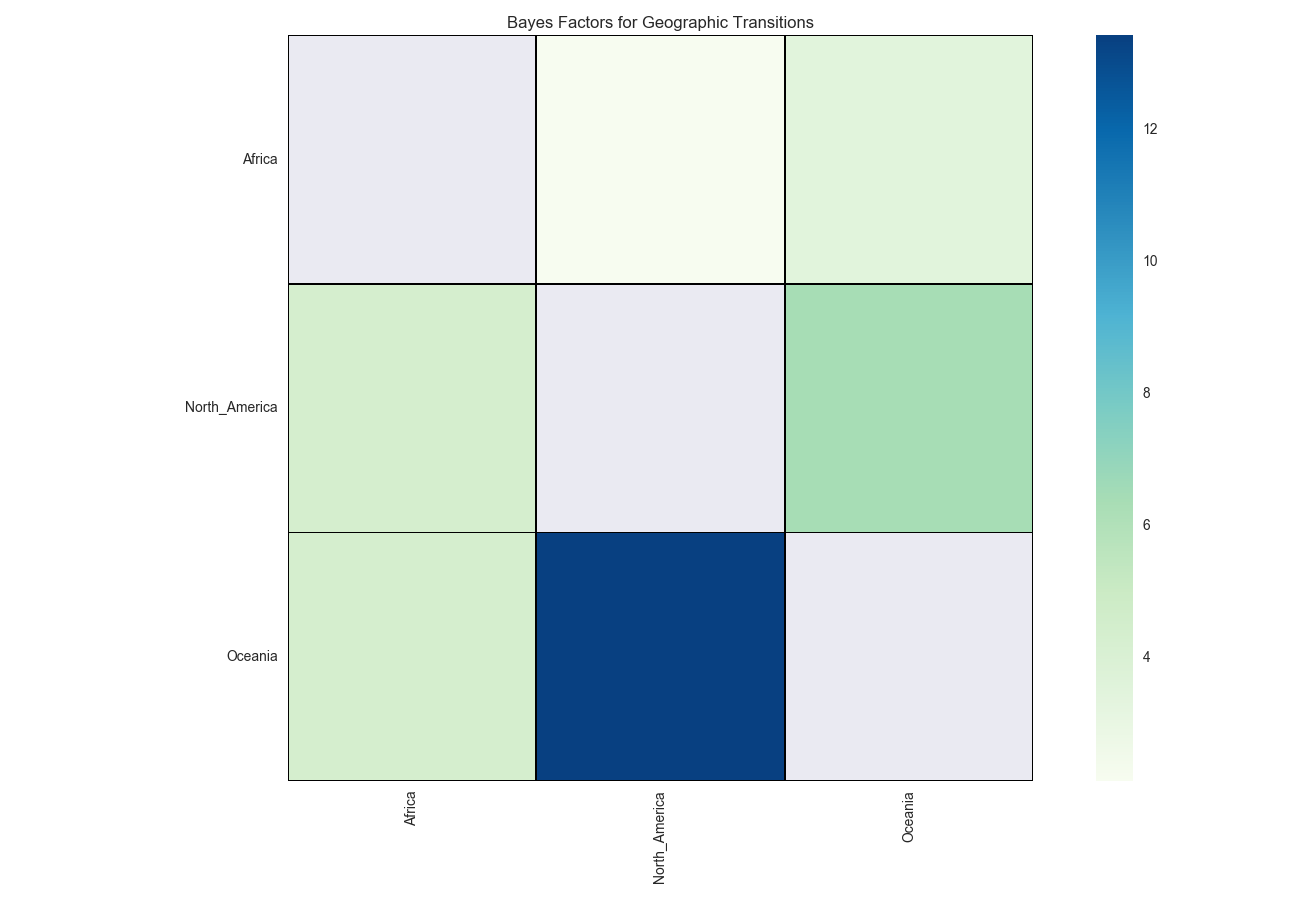 Bayes Factors for Geographic Transitions
Africa
North_America
Oceania
Africa
North_America
Oceania
12
10
8
6
4